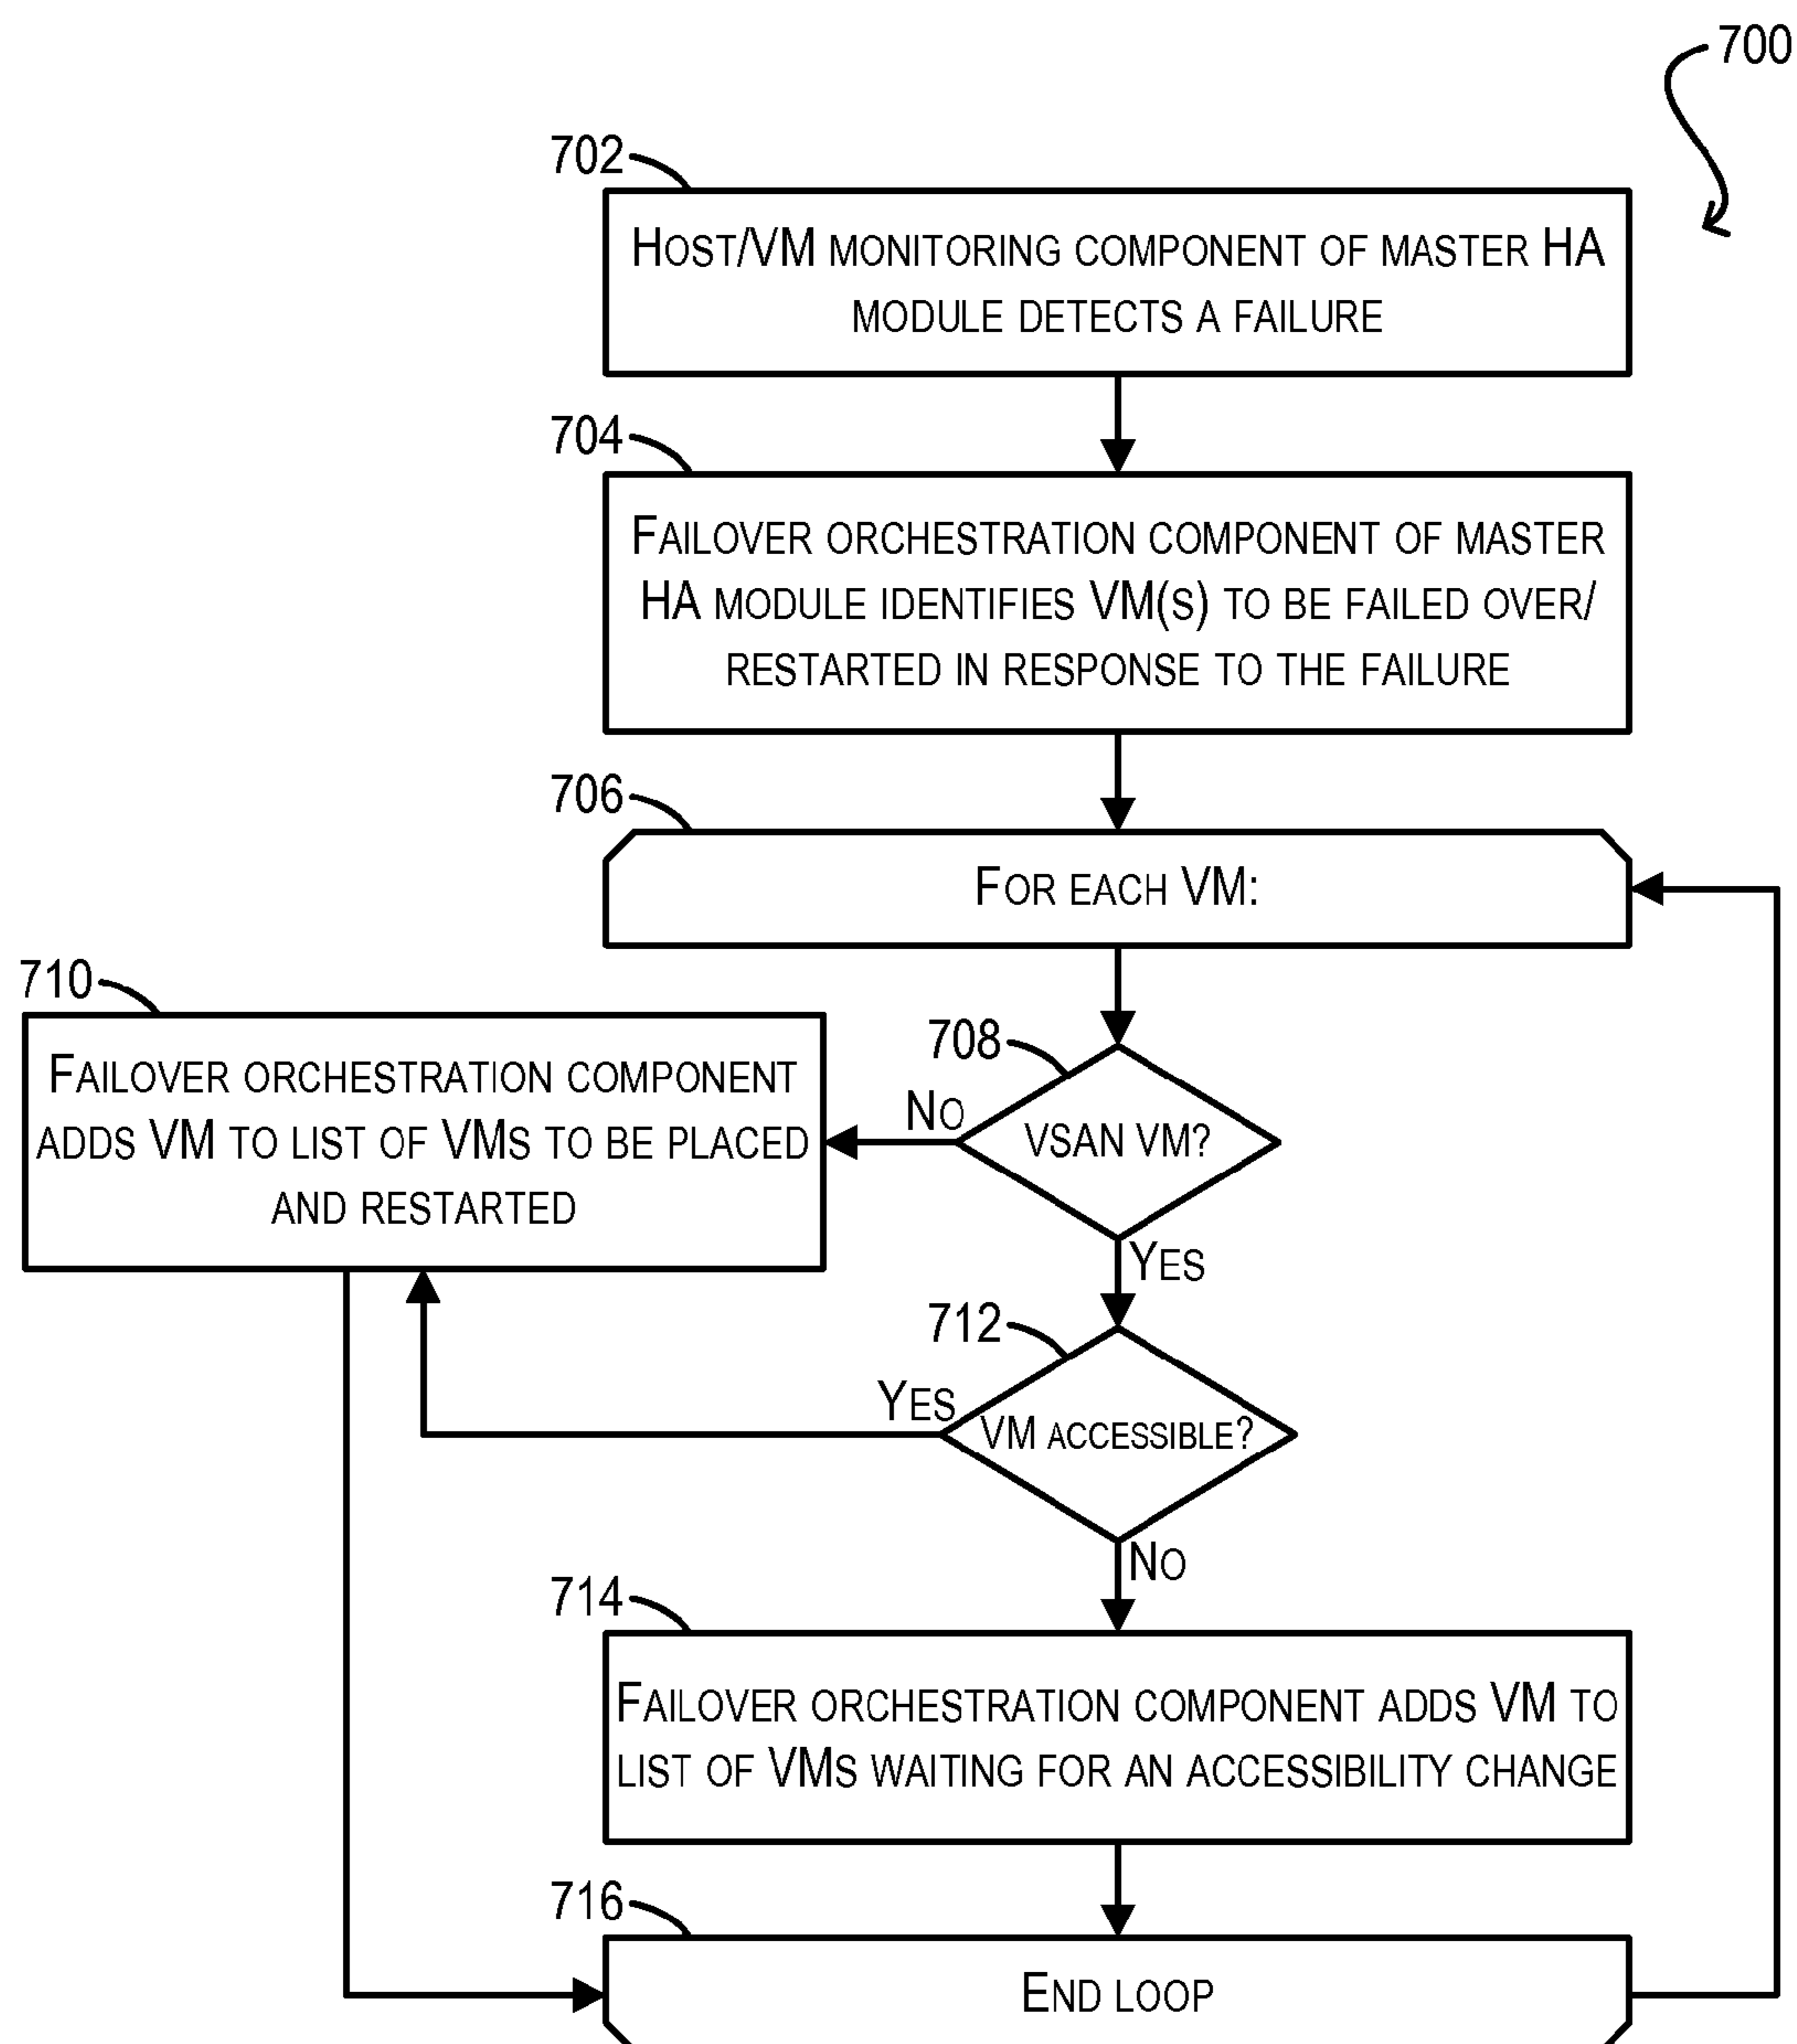 700
702
Host/VM monitoring component of master HA
module detects a failure
704
Failover orchestration component of master
HA module identifies VM(s) to be failed over/
restarted in response to the failure
706
For each VM:
710
Failover orchestration component
adds VM to list of VMs to be placed
and restarted
708
No
VSAN VM?
Yes
712
Yes
VM accessible?
No
714
Failover orchestration component adds VM to
list of VMs waiting for an accessibility change
716
End loop